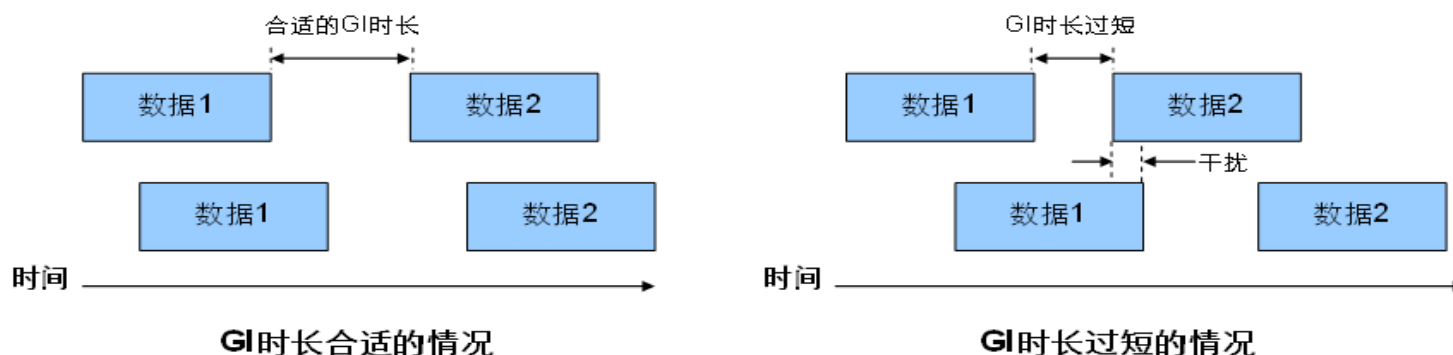 合适的GI时长
数据1
数据2
数据1
数据2
时间
GI时长合适的情况
GI时长过短
数据1
数据2
干扰
数据1
数据2
时间
GI时长过短的情况